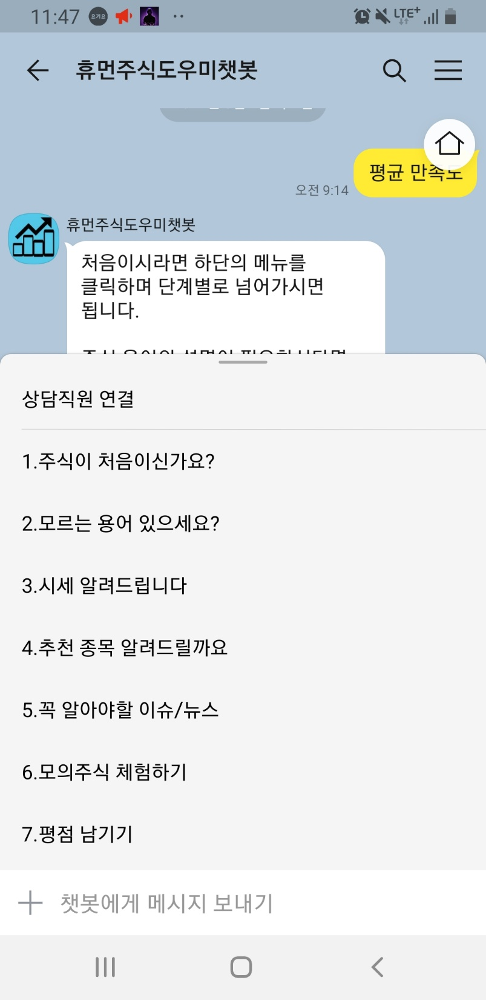 11:47
요기요
LTE+
휴먼주식도우미챗봇
평균 만족도
오전 9:14
휴먼주식도우미챗봇
처음이시라면 하단의 메뉴를
클릭하며 단계별로 넘어가시면
됩니다.
상담직원 연결
1.주식이 처음이신가요?
2.모르는 용어 있으세요?
3.시세 알려드립니다
4.추천 종목 알려드릴까요
5.꼭 알아야할 이슈/뉴스
6.모의주식 체험하기
7.평점 남기기
챗봇에게 메시지 보내기